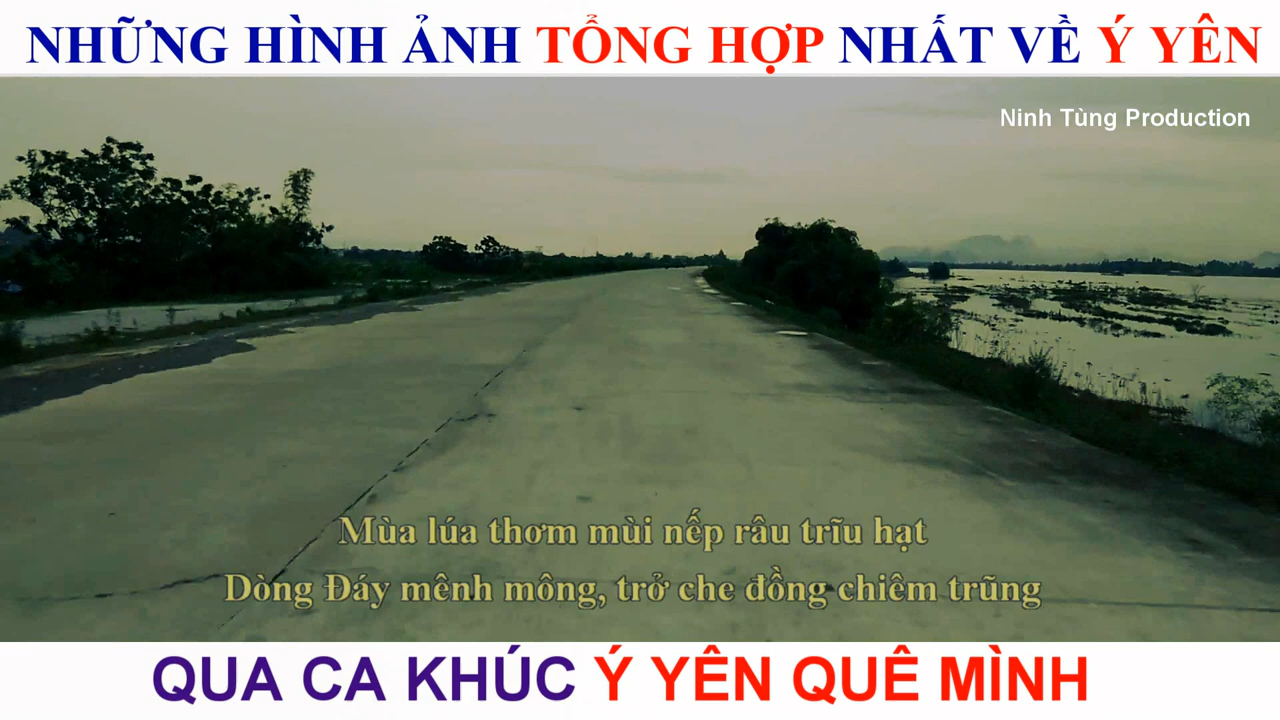 NHỮNG HÌNH ẢNH TỔNG HỢP NHẤT VỀ Ý YÊN
Ninh Tùng Production
Mùa lúa thơm mùi nếp râu trĩu hạt
Dòng Đáy mênh mông, trở che đồng chiêm trũng
QUA CA KHÚC Ý YÊN QUÊ MÌNH